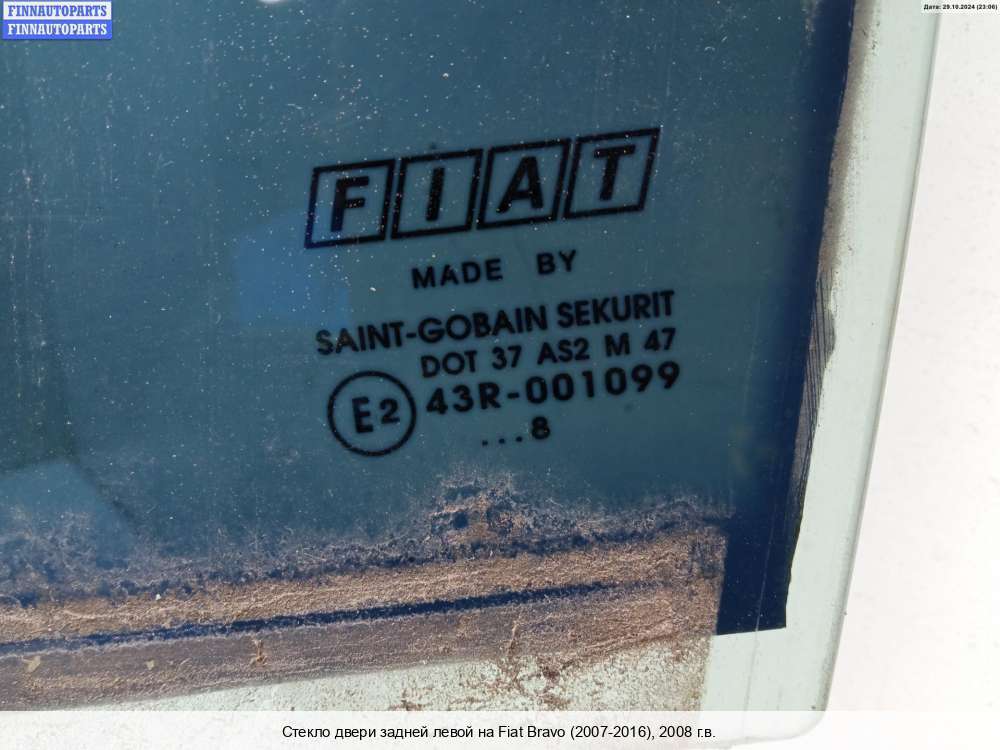 FINNAUTOPARTS
FINNAUTOPARTS
Дата: 29.10.2024 (23:06)
FIAT
MADE BY
SAINT-GOBAIN SEKURIT
DOT 37 AS2 M 47
E2 43R-001099
...8
Стекло двери задней левой на Fiat Bravo (2007-2016), 2008 г.в.